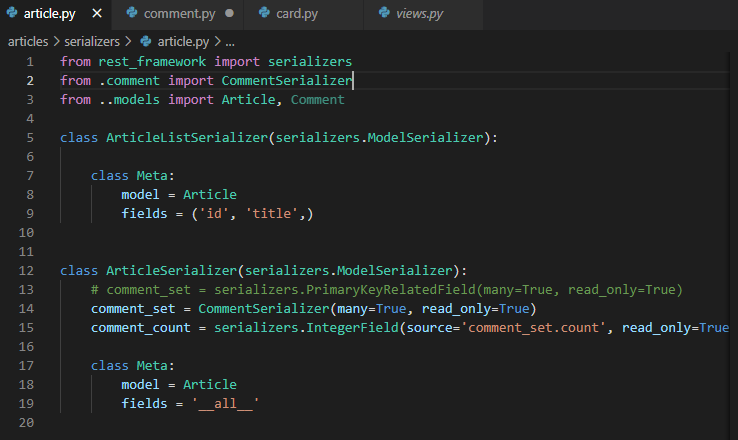 article.py × comment.py ● card.py views.py
articles > serializers > article.py > ...
1 from rest_framework import serializers
2 from .comment import CommentSerializer
3 from ..models import Article, Comment
4
5 class ArticleListSerializer(serializers.ModelSerializer):
6
7 class Meta:
8 model = Article
9 fields = ('id', 'title',)
10
11
12 class ArticleSerializer(serializers.ModelSerializer):
13 # comment_set = serializers.PrimaryKeyRelatedField(many=True, read_only=True)
14 comment_set = CommentSerializer(many=True, read_only=True)
15 comment_count = serializers.IntegerField(source='comment_set.count', read_only=True
16
17 class Meta:
18 model = Article
19 fields = '__all__'
20